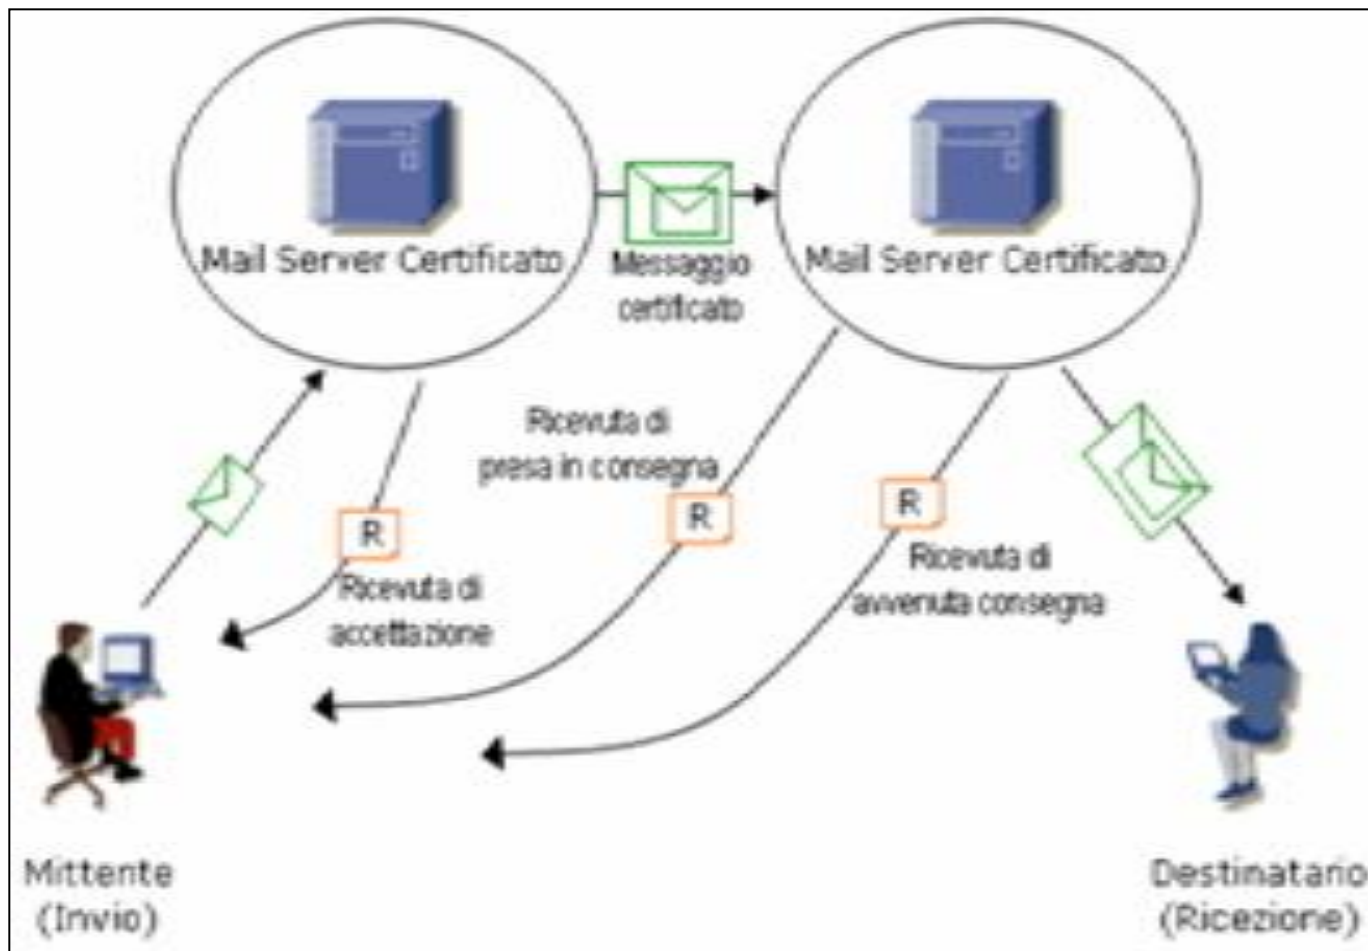 Mail Server Certificato
Messaggio
certificato
Mail Server Certificato
Ricevuta di
presa in consegna
R
R
R
Ricevuta di
accettazione
Ricevuta di
avvenuta consegna
Mittente
(Invio)
Destinatario
(Ricezione)